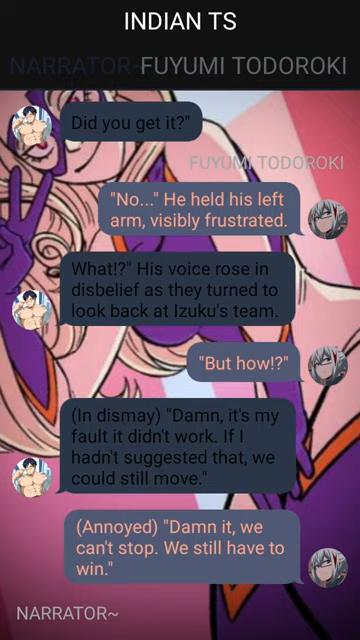 INDIAN TS
NARRATOR~FUYUMI TODOROKI
Did you get it?"
FUYUMI TODOROKI
"No..." He held his left
arm, visibly frustrated.
What!?" His voice rose in
disbelief as they turned to
look back at Izuku's team.
"But how!?"
(In dismay) "Damn, it's my
fault it didn't work. If I
hadn't suggested that, we
could still move."
(Annoyed) "Damn it, we
can't stop. We still have to
win."
NARRATOR~